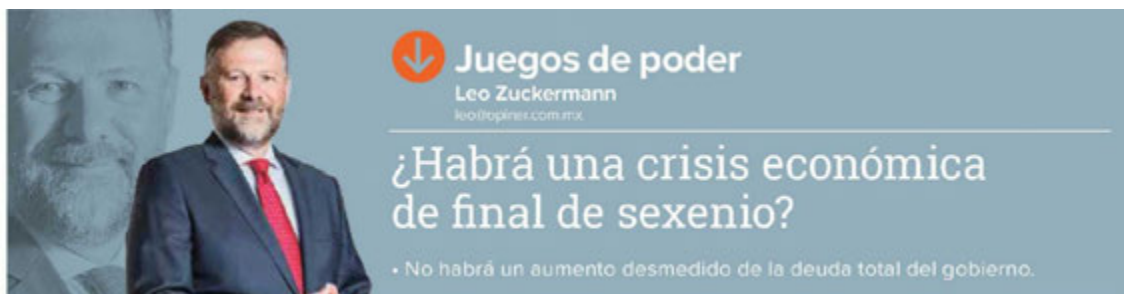 Juegos de poder
Leo Zuckermann
leo@opinar.com.mx
¿Habrá una crisis económica
de final de sexenio?
• No habrá un aumento desmedido de la deuda total del gobierno.